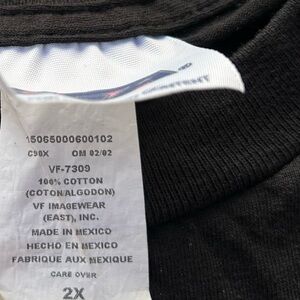 15065000600102
C90X OM 02/02
VF-7309
100% COTTON
(COTON/ALGODON)
VF IMAGEWEAR
(EAST), INC.
MADE IN MEXICO
HECHO EN MEXICO
FABRIQUE AUX MEXIQUE
CARE OVER
2X